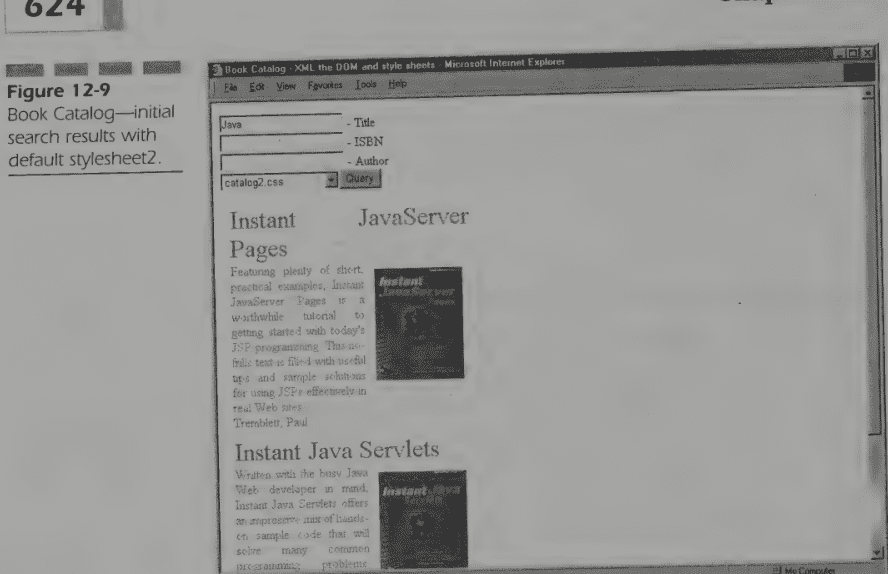 624
Figure 12-9
Book Catalog—initial
search results with
default stylesheet2.
Book Catalog - XML the DOM and style sheets - Microsoft Internet Explorer
File Edit View Favorites Tools Help
Java - Title
- ISBN
- Author
catalog2.css Query
Instant JavaServer
Pages
Featuring plenty of short,
practical examples, Instant
JavaServer Pages is a
worthwhile tutorial to
getting started with today's
JSP programming. This no-
frills text is filled with useful
tips and sample solutions
for using JSPs effectively in
real Web sites.
Tremblett, Paul
Instant
JavaServer
Pages
Instant Java Servlets
Written with the busy Java
Web developer in mind,
Instant Java Servlets offers
an impressive mix of hands-
on sample code that will
solve many common
programming problems
Instant Java
My Computer